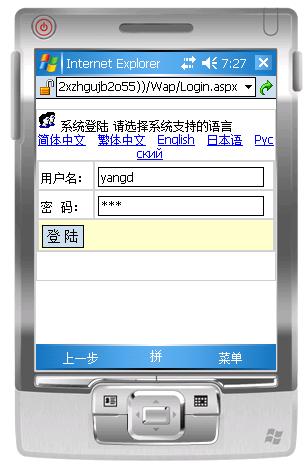 Internet Explorer 7:27
2xzhgujb2o55))/Wap/Login.aspx
系统登陆 请选择系统支持的语言
简体中文 繁体中文 English 日本语 Рус
ский
用户名: yangd
密 码: ***
登 陆
上一步 拼 菜单